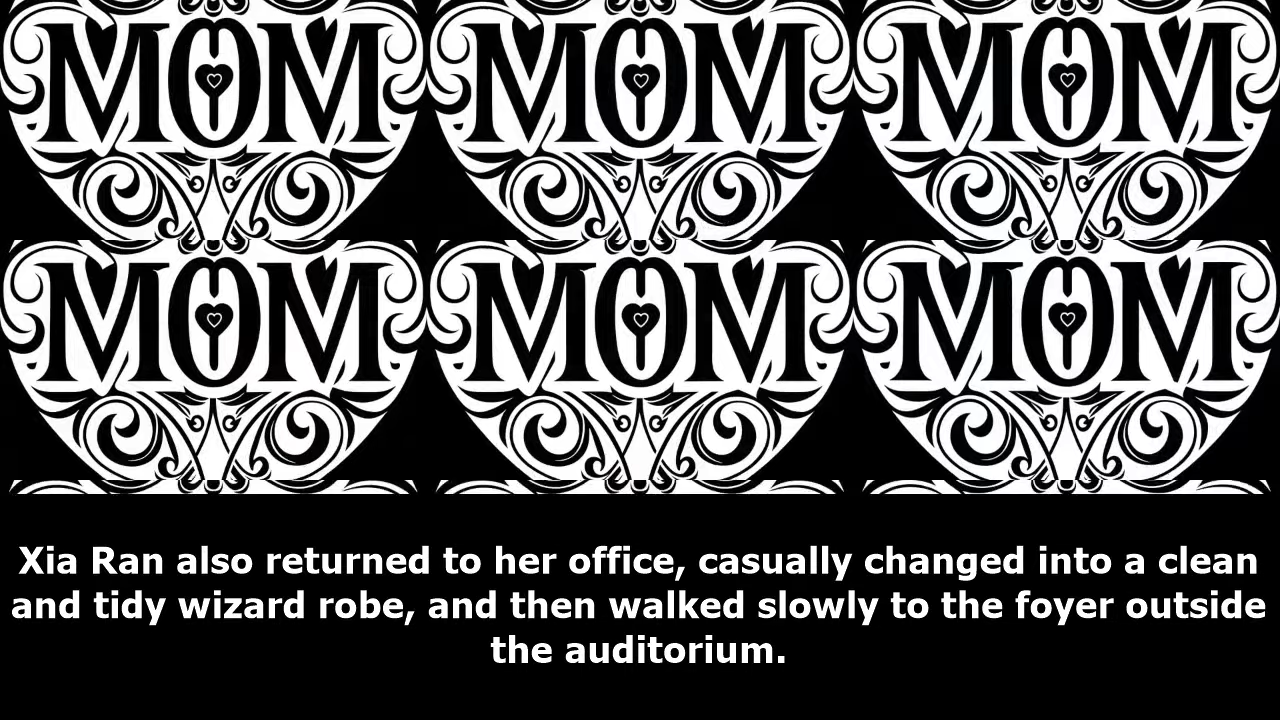 MOM MOM MOM
MOM MOM MOM
Xia Ran also returned to her office, casually changed into a clean
and tidy wizard robe, and then walked slowly to the foyer outside
the auditorium.